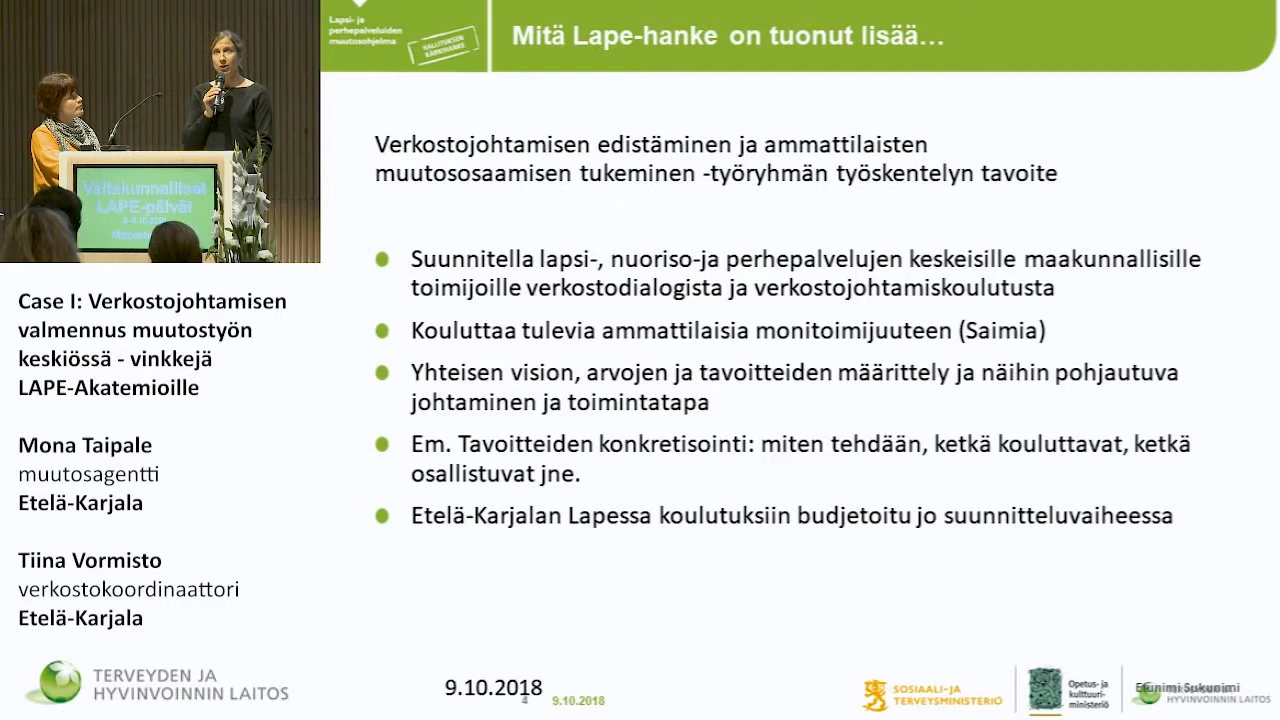 Lapsi- ja
perhepalveluiden
muutosohjelma
HALLITUKSEN
KÄRKIHANKE
Mitä Lape-hanke on tuonut lisää…
Valtakunnalliset
LAPE-päivät
Verkostojohtamisen edistäminen ja ammattilaisten
muutososaamisen tukeminen -työryhmän työskentelyn tavoite
Suunnitella lapsi-, nuoriso-ja perhepalvelujen keskeisille maakunnallisille
toimijoille verkostodialogista ja verkostojohtamiskoulutusta
Kouluttaa tulevia ammattilaisia monitoimijuuteen (Saimia)
Yhteisen vision, arvojen ja tavoitteiden määrittely ja näihin pohjautuva
johtaminen ja toimintatapa
Em. Tavoitteiden konkretisointi: miten tehdään, ketkä kouluttavat, ketkä
osallistuvat jne.
Etelä-Karjalan Lapessa koulutuksiin budjetoitu jo suunnitteluvaiheessa
Case I: Verkostojohtamisen
valmennus muutostyön
keskiössä - vinkkejä
LAPE-Akatemioille
Mona Taipale
muutosagentti
Etelä-Karjala
Tiina Vormisto
verkostokoordinaattori
Etelä-Karjala
TERVEYDEN JA
HYVINVOINNIN LAITOS
9.10.2018
4
9.10.2018
SOSIAALI- JA
TERVEYSMINISTERIÖ
Opetus- ja
kulttuuri-
ministeriö
Etunimi Sukunimi
HYVINVOINNIN LAITOS